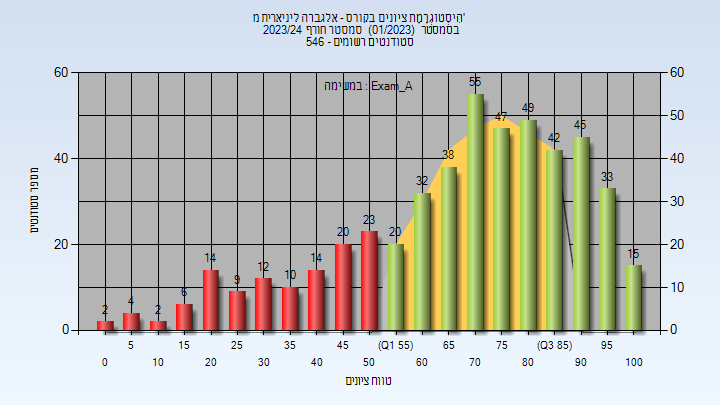 הִיסְטוֹגְרָמַת ציונים בקורס - אלגברה ליניארית מ'
בסמסטר (01/2023) סמסטר חורף 2023/24
סטודנטים רשומים - 546
במשימה : Exam_A
מספר סטודנטים
60 60
50
40 40
30
20 20
10
0 0
2 4 2 6 14 9 12 10 14 20 23 20 32 38 55 47 49 42 45 33 15
5 15 25 35 45 (Q1 55) 65 75 (Q3 85) 95
0 10 20 30 40 50 60 70 80 90 100
טווח ציונים